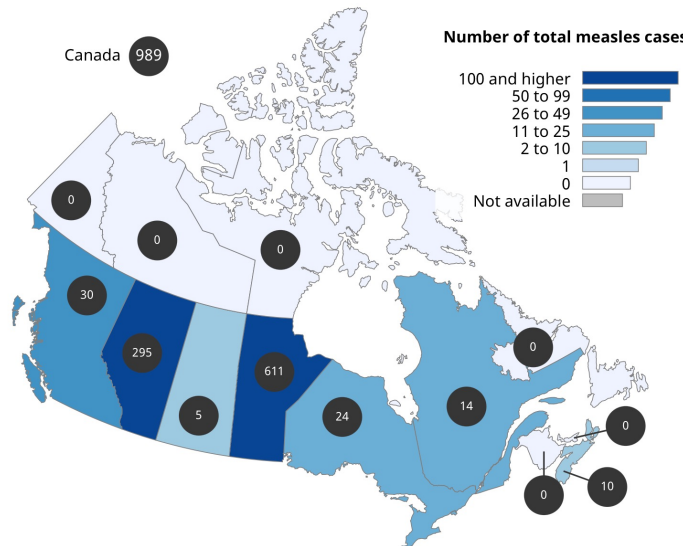 Number of total measles cases
Canada 989
100 and higher
50 to 99
26 to 49
11 to 25
2 to 10
1
0
Not available
0
0
0
30
0
295
611
5
24
14
0
10
0